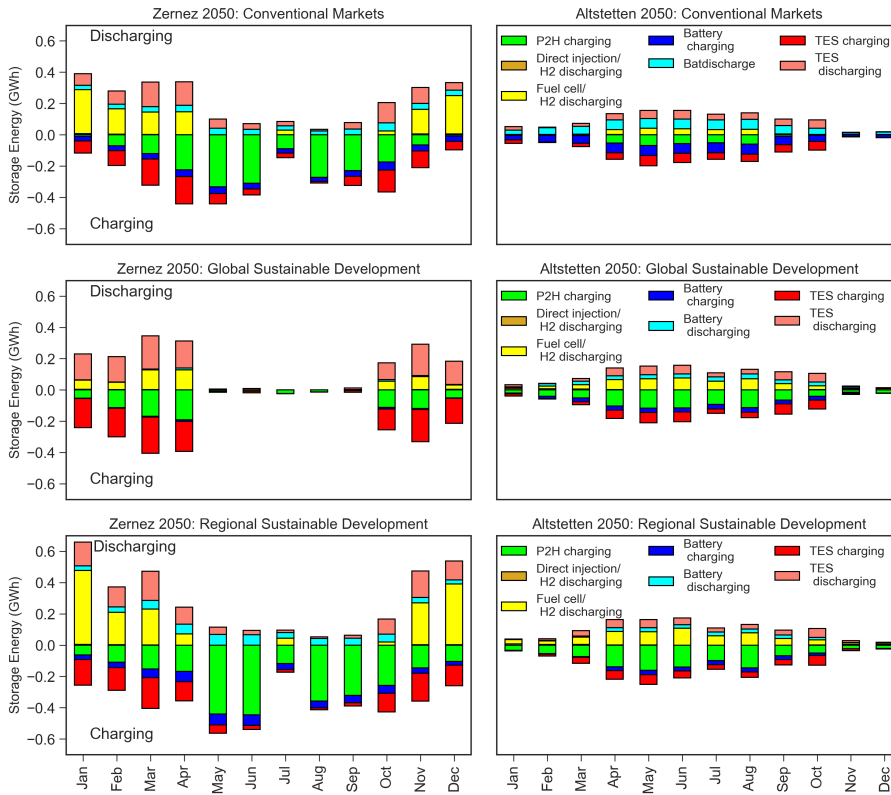 Zernez 2050: Conventional Markets
0.6
0.4
0.2
0.0
−0.2
−0.4
−0.6
Storage Energy (GWh)
Discharging
Charging
Altstetten 2050: Conventional Markets
P2H charging
Direct injection/
H2 discharging
Fuel cell/
H2 discharging
Battery
charging
Batdischarge
TES charging
TES
discharging
Zernez 2050: Global Sustainable Development
0.6
0.4
0.2
0.0
−0.2
−0.4
−0.6
Storage Energy (GWh)
Discharging
Charging
Altstetten 2050: Global Sustainable Development
P2H charging
Direct injection/
H2 discharging
Fuel cell/
H2 discharging
Battery
charging
Battery
discharging
TES charging
TES
discharging
Zernez 2050: Regional Sustainable Development
0.6
0.4
0.2
0.0
−0.2
−0.4
−0.6
Storage Energy (GWh)
Discharging
Charging
Jan
Feb
Mar
Apr
May
Jun
Jul
Aug
Sep
Oct
Nov
Dec
Altstetten 2050: Regional Sustainable Development
P2H charging
Direct injection/
H2 discharging
Fuel cell/
H2 discharging
Battery
charging
Battery
discharging
TES charging
TES
discharging
Jan
Feb
Mar
Apr
May
Jun
Jul
Aug
Sep
Oct
Nov
Dec